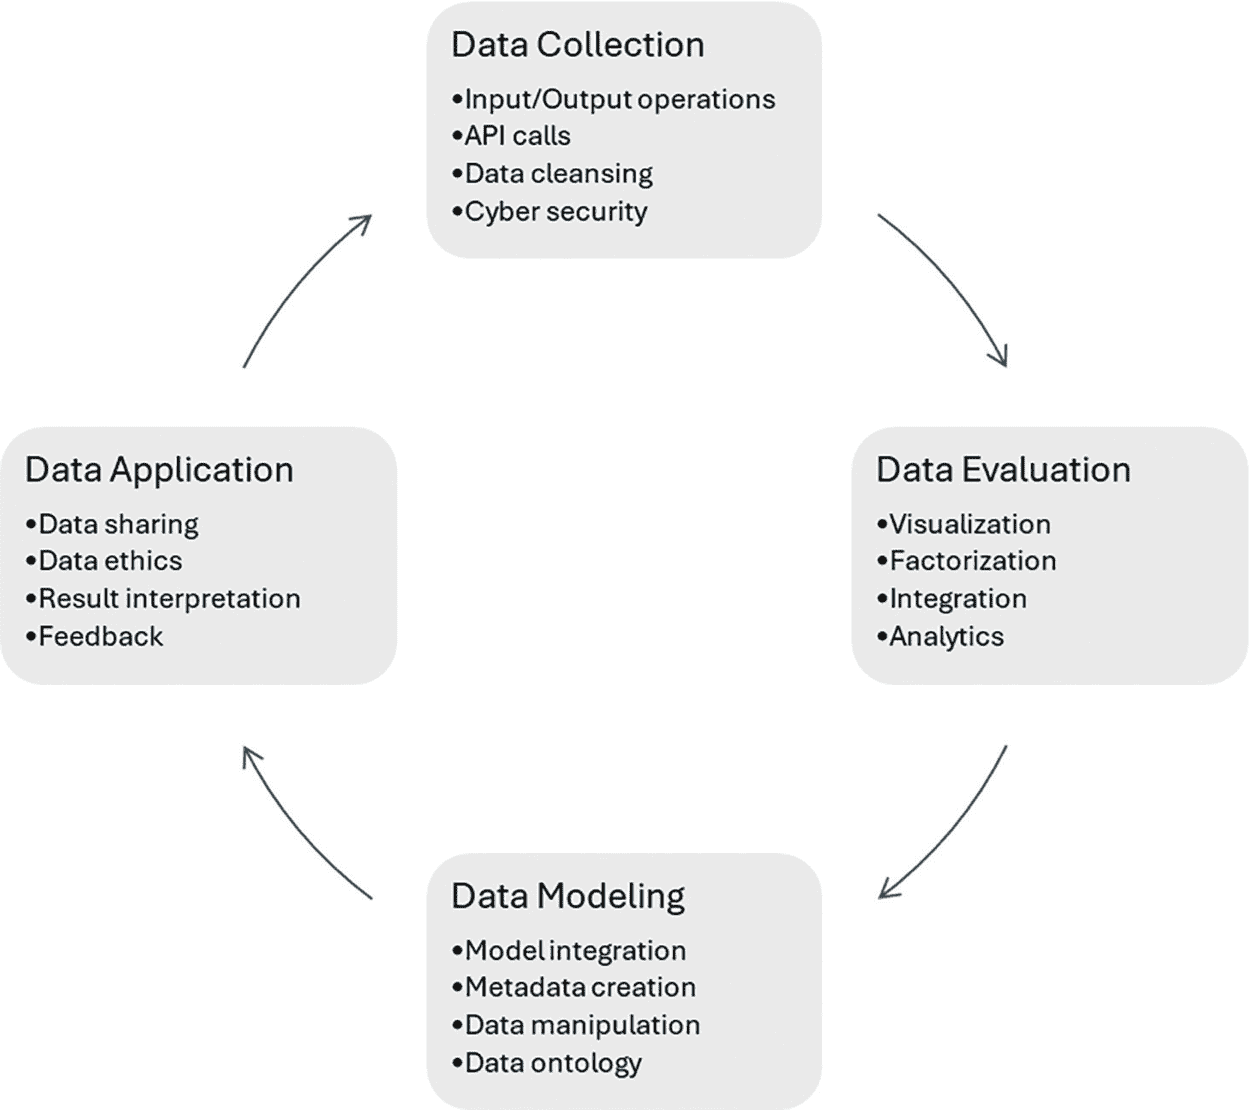 Data Collection
•Input/Output operations
•API calls
•Data cleansing
•Cyber security
Data Application
•Data sharing
•Data ethics
•Result interpretation
•Feedback
Data Evaluation
•Visualization
•Factorization
•Integration
•Analytics
Data Modeling
•Model integration
•Metadata creation
•Data manipulation
•Data ontology